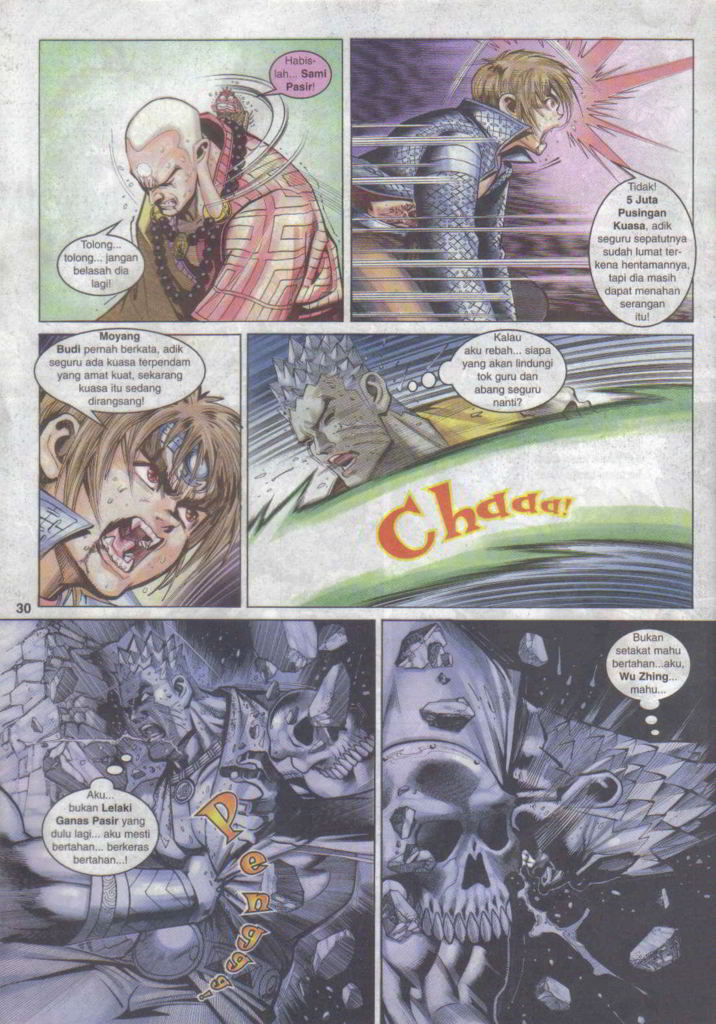 Habis-
lah... Sami
Pasir!
Tolong...
tolong... jangan
belasah dia
lagi!
Tidak!
5 Juta
Pusingan
Kuasa, adik
seguru sepatutnya
sudah lumat ter-
kena hentamannya,
tapi dia masih
dapat menahan
serangan
itu!
Moyang
Budi pernah berkata, adik
seguru ada kuasa terpendam
yang amat kuat, sekarang
kuasa itu sedang
dirangsang!
Kalau
aku rebah... siapa
yang akan lindungi
tok guru dan
abang seguru
nanti?
Chaaa!
30
Aku...
bukan Lelaki
Ganas Pasir yang
dulu lagi... aku mesti
bertahan... berkeras
bertahan...!
Pengggg!
Bukan
setakat mahu
bertahan...aku,
Wu Zhing...
mahu...